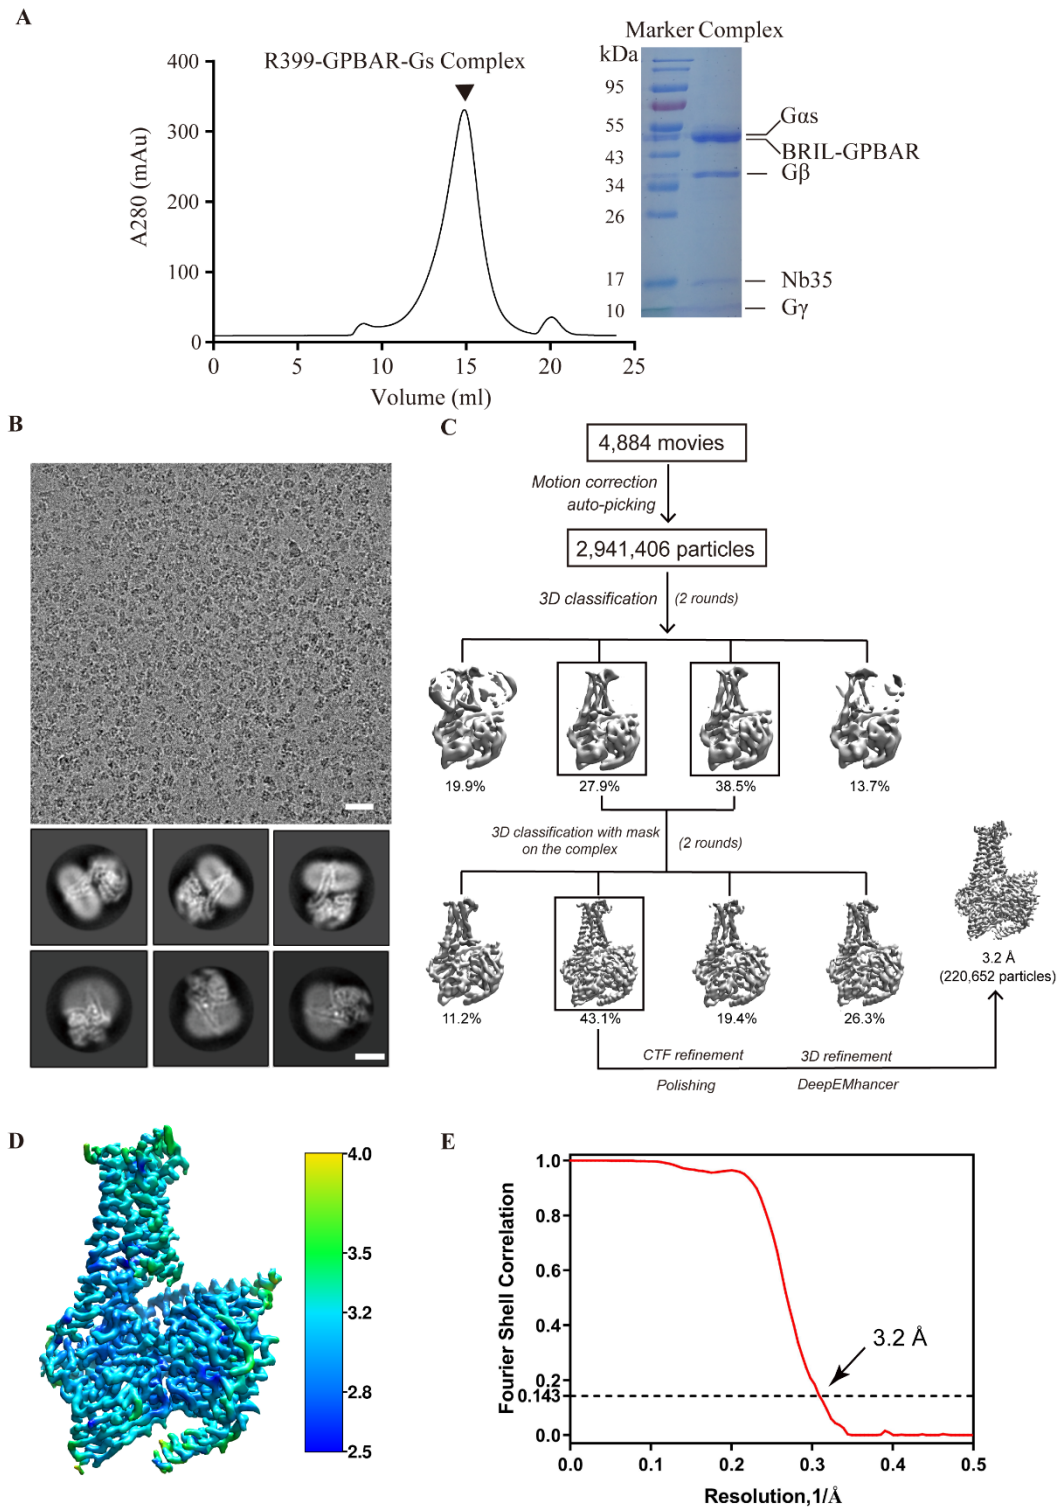 A
R399-GPBAR-Gs Complex
A280 (mAu)
400
300
200
100
0
0 5 10 15 20 25
Volume (ml)
Marker Complex
kDa
95
55
43
34
26
17
10
Gαs
BRIL-GPBAR
Gβ
Nb35
Gγ
B
C
4,884 movies
Motion correction
auto-picking
2,941,406 particles
3D classification (2 rounds)
19.9% 27.9% 38.5% 13.7%
3D classification with mask
on the complex
(2 rounds)
11.2% 43.1% 19.4% 26.3%
3.2 Å
(220,652 particles)
CTF refinement 3D refinement
Polishing DeepEMhancer
D
4.0
3.5
3.2
2.8
2.5
E
Fourier Shell Correlation
1.0
0.8
0.6
0.4
0.2
0.143
0.0
3.2 Å
0.0 0.1 0.2 0.3 0.4 0.5
Resolution,1/Å